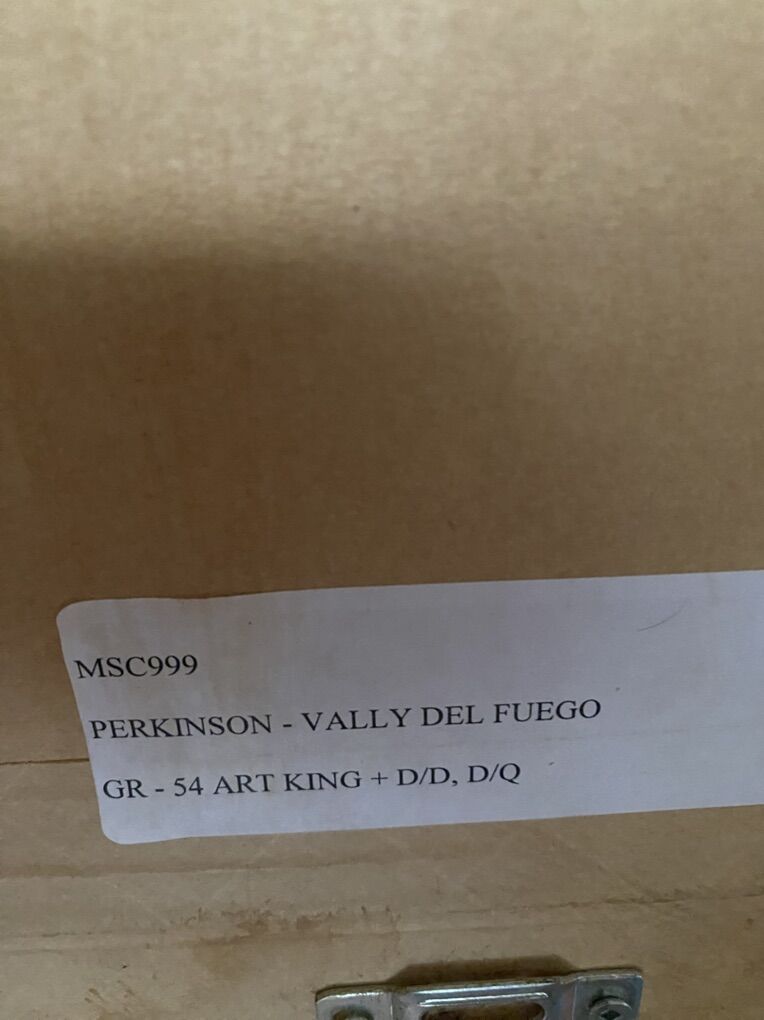 MSC999
PERKINSON - VALLY DEL FUEGO
GR - 54 ART KING + D/D, D/Q